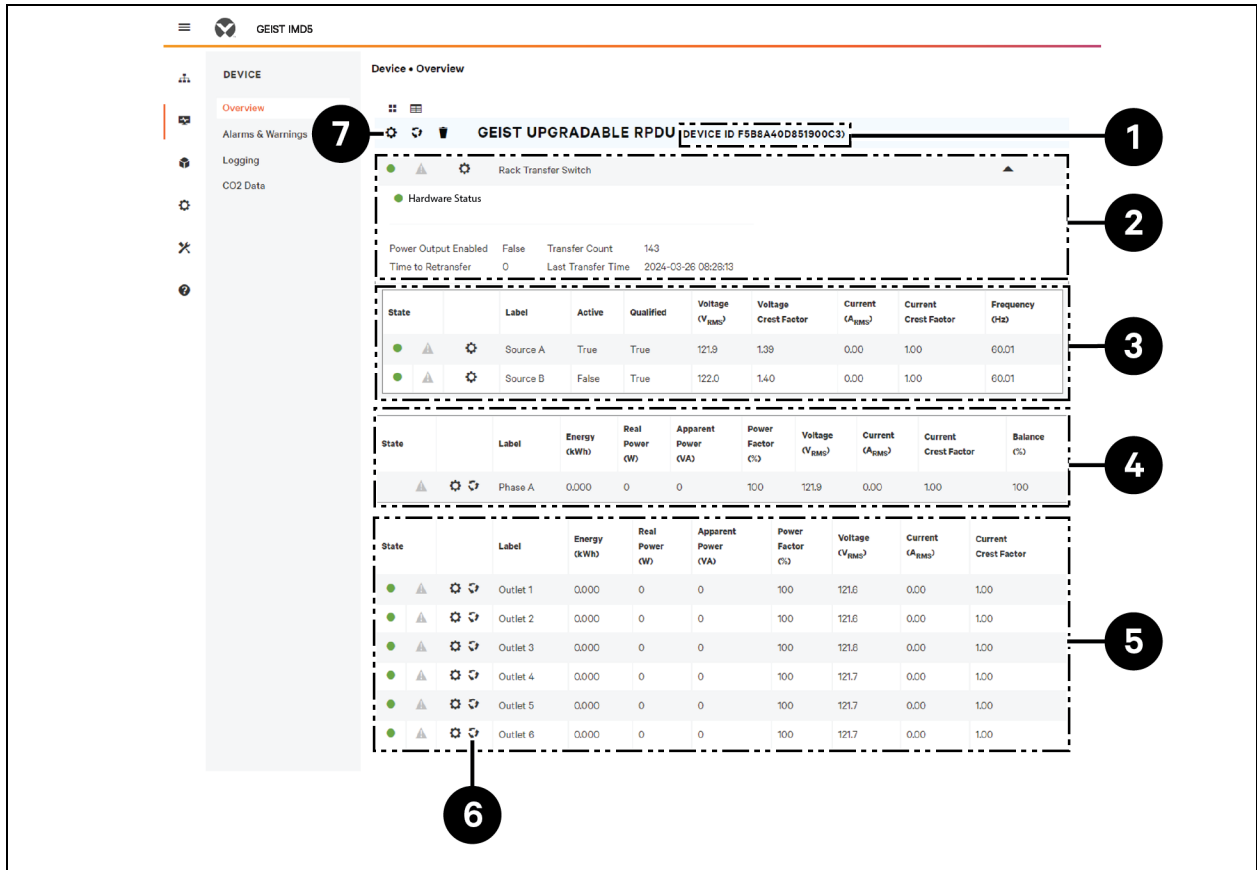 GEIST IMD5
DEVICE
Overview
Alarms & Warnings
Logging
CO2 Data
Device • Overview
7
GEIST UPGRADABLE RPDU (DEVICE ID F5B8A40D851900C3)
1
Rack Transfer Switch
Hardware Status
2
Power Output Enabled False Transfer Count 143
Time to Retransfer 0 Last Transfer Time 2024-03-26 08:28:13
State Label Active Qualified Voltage (VRMS) Voltage Crest Factor Current (ARMS) Current Crest Factor Frequency (Hz)
Source A True True 121.9 1.39 0.00 1.00 60.01
3
Source B False True 122.0 1.40 0.00 1.00 60.01
State Label Energy (kWh) Real Power (W) Apparent Power (VA) Power Factor (%) Voltage (VRMS) Current (ARMS) Current Crest Factor Balance (%)
4
Phase A 0.000 0 0 100 121.9 0.00 1.00 100
State Label Energy (kWh) Real Power (W) Apparent Power (VA) Power Factor (%) Voltage (VRMS) Current (ARMS) Current Crest Factor
Outlet 1 0.000 0 0 100 121.6 0.00 1.00
Outlet 2 0.000 0 0 100 121.6 0.00 1.00
5
Outlet 3 0.000 0 0 100 121.6 0.00 1.00
Outlet 4 0.000 0 0 100 121.7 0.00 1.00
Outlet 5 0.000 0 0 100 121.7 0.00 1.00
Outlet 6 0.000 0 0 100 121.7 0.00 1.00
6